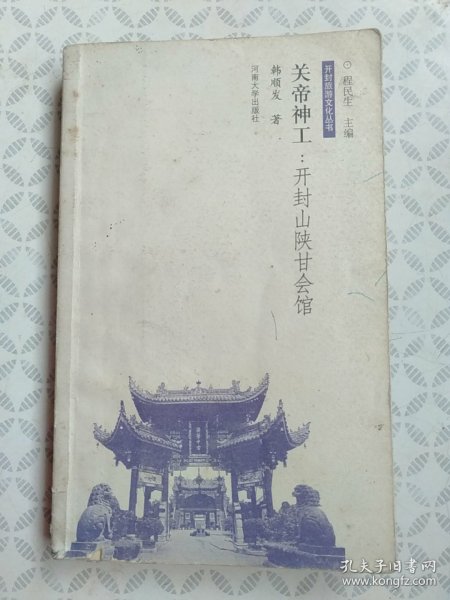 ⊙ 程民生 主编
开封旅游文化丛书
关帝神工：开封山陕甘会馆
韩顺发 著
河南大学出版社
孔夫子旧书网
www.kongfz.com